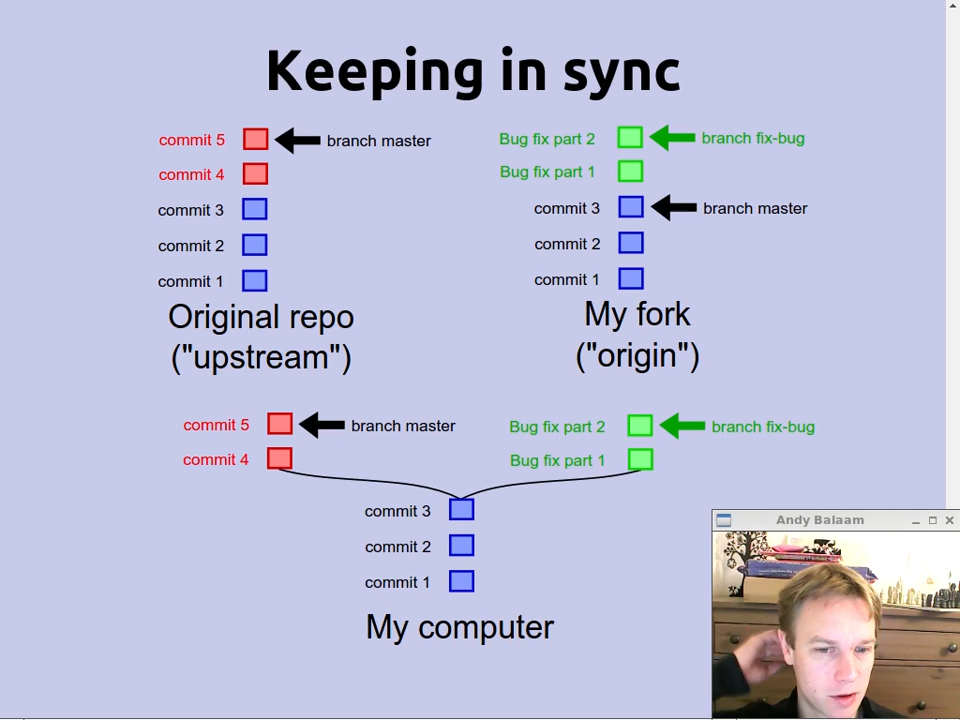 Keeping in sync
commit 5
branch master
commit 4
commit 3
commit 2
commit 1
Original repo
("upstream")
Bug fix part 2
branch fix-bug
Bug fix part 1
commit 3
branch master
commit 2
commit 1
My fork
("origin")
commit 5
branch master
commit 4
Bug fix part 2
branch fix-bug
Bug fix part 1
commit 3
commit 2
commit 1
My computer
Andy Balaam